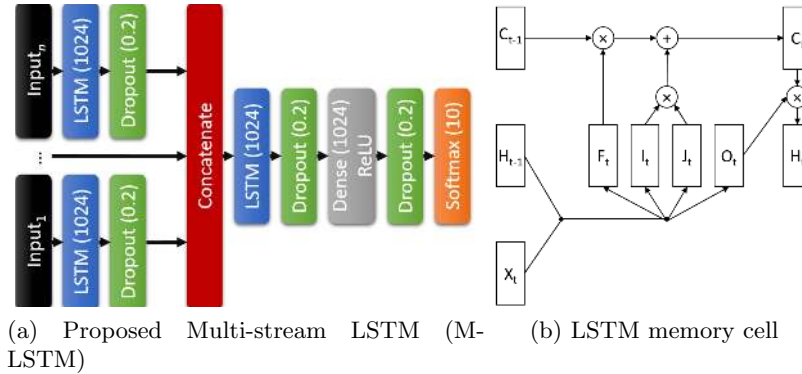 Input_n
LSTM (1024)
Dropout (0.2)
...
Input_1
LSTM (1024)
Dropout (0.2)
Concatenate
LSTM (1024)
Dropout (0.2)
Dense (1024)
ReLU
Dropout (0.2)
Softmax (10)
(a) Proposed Multi-stream LSTM (M-
LSTM)
C_{t-1}
×
+
C
×
×
H_{t-1}
F_t
I_t
J_t
O_t
H
X_t
(b) LSTM memory cell